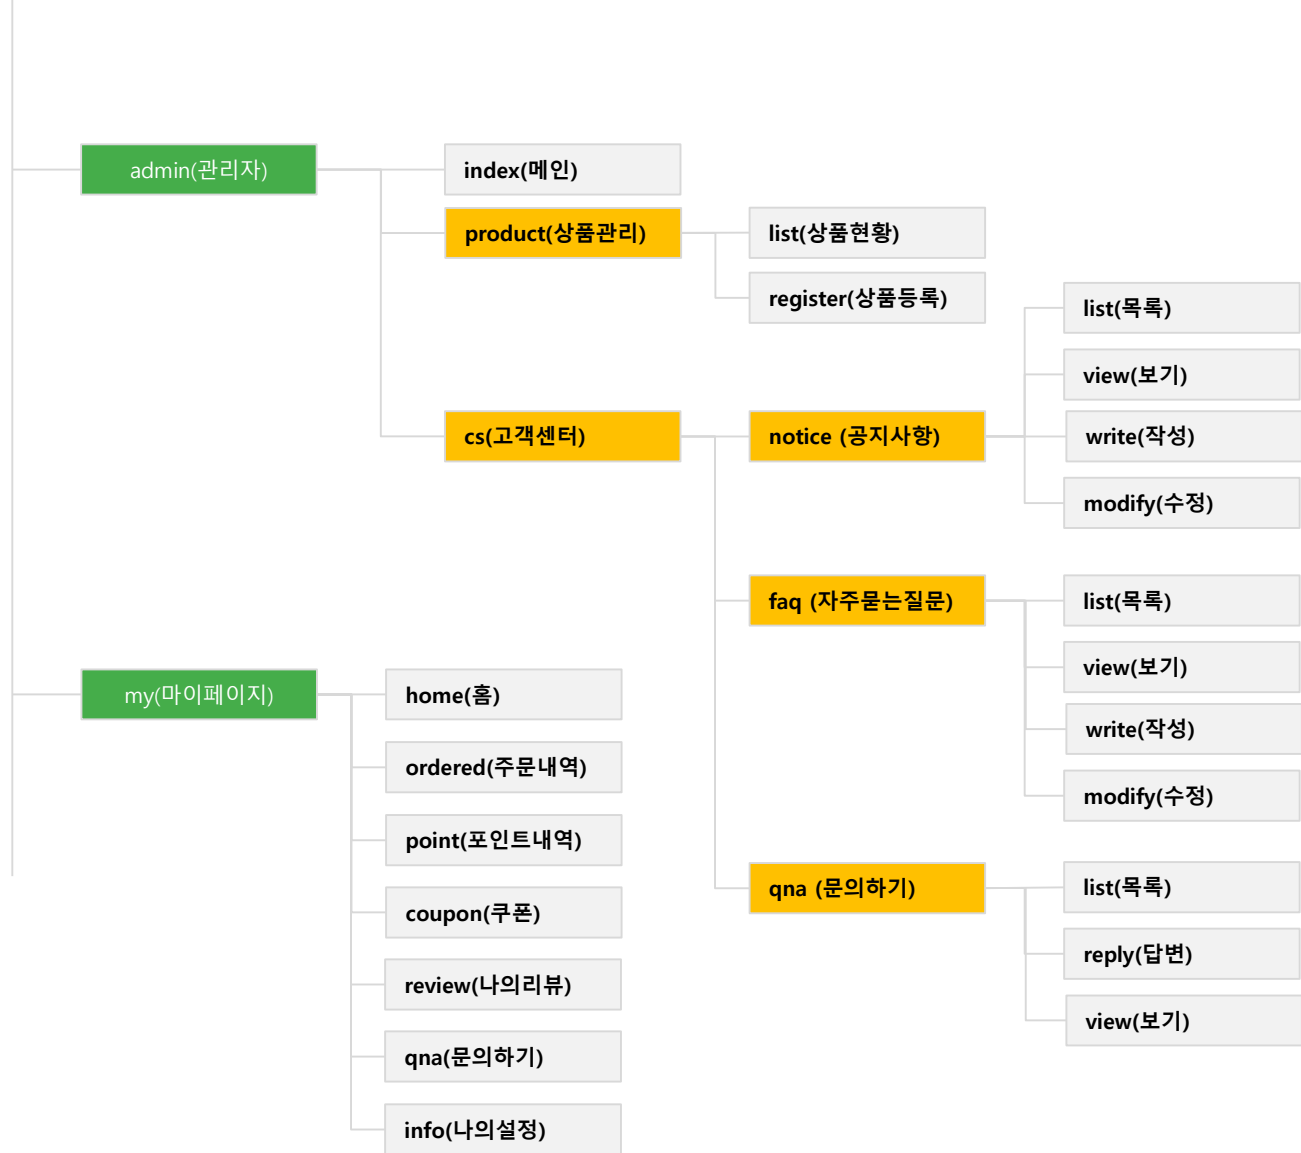 admin(관리자)
index(메인)
product(상품관리)
list(상품현황)
register(상품등록)
cs(고객센터)
notice (공지사항)
list(목록)
view(보기)
write(작성)
modify(수정)
faq (자주묻는질문)
list(목록)
view(보기)
write(작성)
modify(수정)
qna (문의하기)
list(목록)
reply(답변)
view(보기)
my(마이페이지)
home(홈)
ordered(주문내역)
point(포인트내역)
coupon(쿠폰)
review(나의리뷰)
qna(문의하기)
info(나의설정)